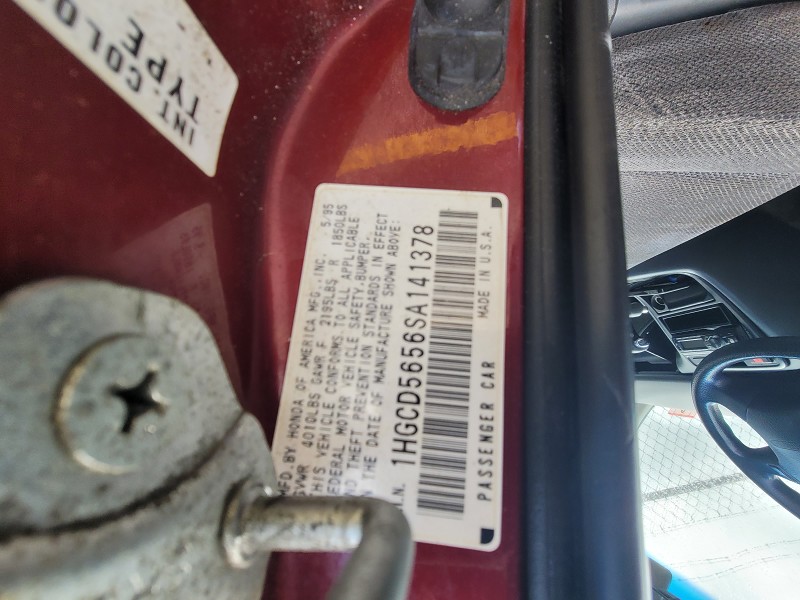 INT. COLO
TYPE
MFD. BY HONDA OF AMERICA MFG., INC. 5/95
GVWR 4010LBS GAWR F 2195LBS R 1850LBS
THIS VEHICLE CONFORMS TO ALL APPLICABLE
FEDERAL MOTOR VEHICLE SAFETY, BUMPER,
AND THEFT PREVENTION STANDARDS IN EFFECT
ON THE DATE OF MANUFACTURE SHOWN ABOVE:
I.N. 1HGCD5656SA141378
PASSENGER CAR MADE IN U.S.A.